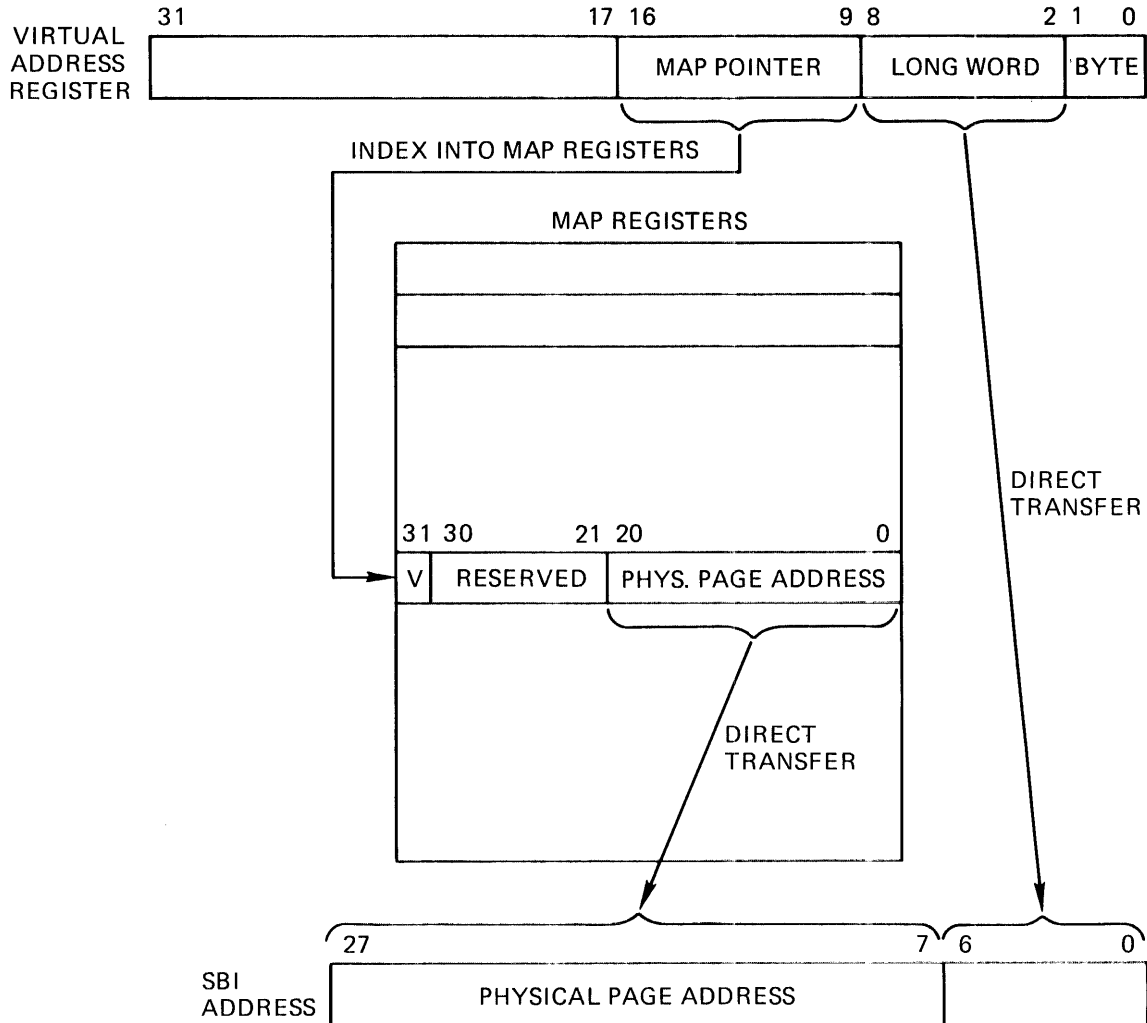 31 17 16 9 8 2 1 0
VIRTUAL
ADDRESS
REGISTER
MAP POINTER LONG WORD BYTE
INDEX INTO MAP REGISTERS
MAP REGISTERS
DIRECT
TRANSFER
31 30 21 20 0
V RESERVED PHYS. PAGE ADDRESS
DIRECT
TRANSFER
27 7 6 0
SBI
ADDRESS
PHYSICAL PAGE ADDRESS